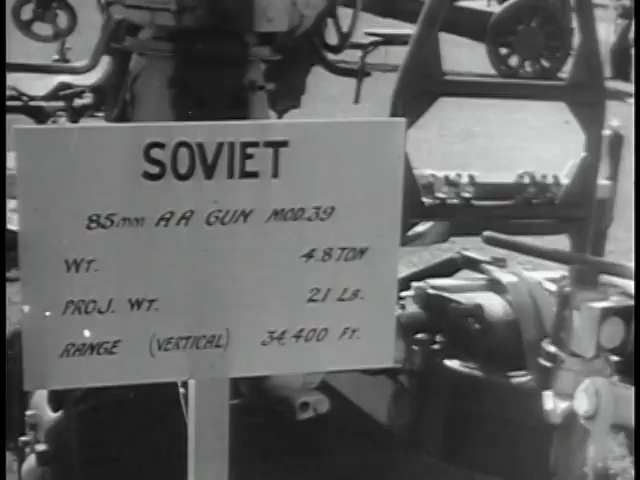 SOVIET
85mm AA GUN MOD.39
WT. 4.8 TON
PROJ. WT. 21 LB.
RANGE (VERTICAL) 34,400 FT.